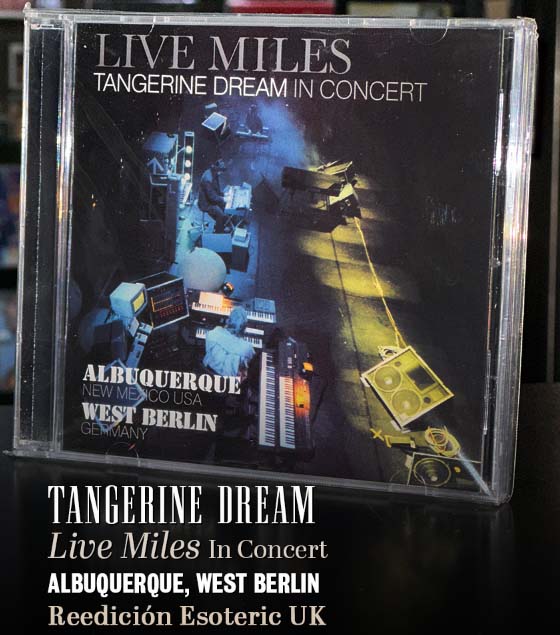 LIVE MILES
TANGERINE DREAM IN CONCERT
ALBUQUERQUE
NEW MEXICO USA
WEST BERLIN
GERMANY
TANGERINE DREAM
Live Miles In Concert
ALBUQUERQUE, WEST BERLIN
Reedición Esoteric UK